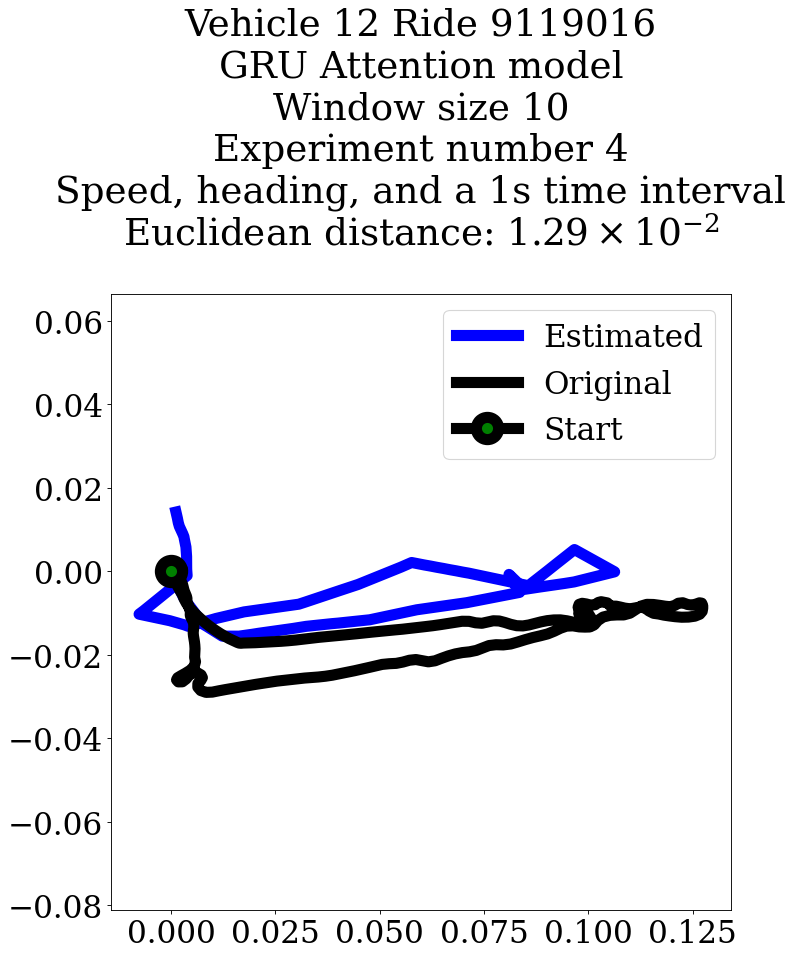 Vehicle 12 Ride 9119016
GRU Attention model
Window size 10
Experiment number 4
Speed, heading, and a 1s time interval
Euclidean distance: 1.29 × 10⁻²
0.06
Estimated
0.04
Original
Start
0.02
0.00
−0.02
−0.04
−0.06
−0.08
0.000 0.025 0.050 0.075 0.100 0.125